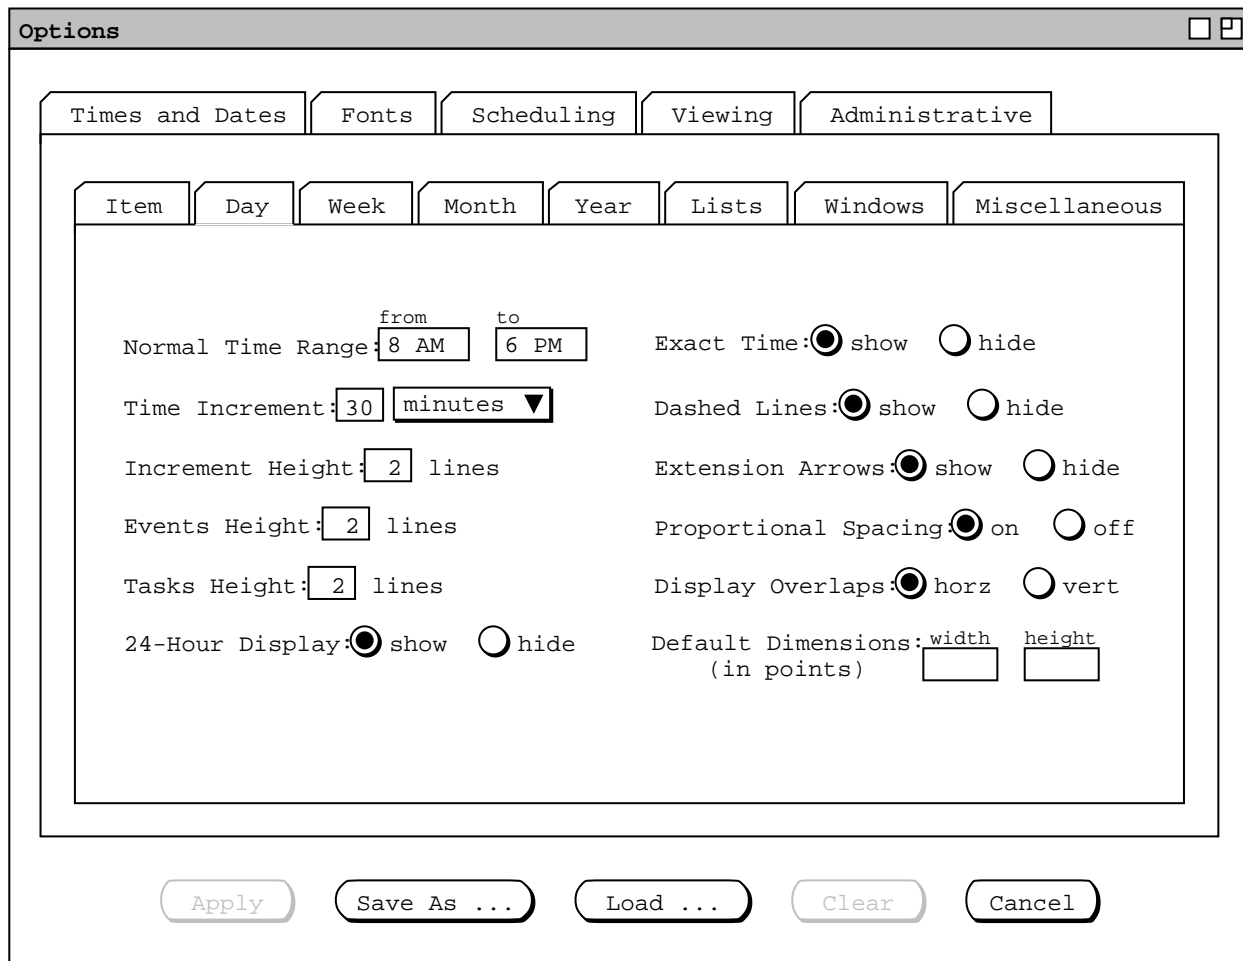 Options
Times and Dates Fonts Scheduling Viewing Administrative
Item Day Week Month Year Lists Windows Miscellaneous
from to
Normal Time Range: 8 AM 6 PM
Exact Time: show hide
Time Increment: 30 minutes
Dashed Lines: show hide
Increment Height: 2 lines
Extension Arrows: show hide
Events Height: 2 lines
Proportional Spacing: on off
Tasks Height: 2 lines
Display Overlaps: horz vert
24-Hour Display: show hide
Default Dimensions: width height
(in points)
Apply Save As ... Load ... Clear Cancel